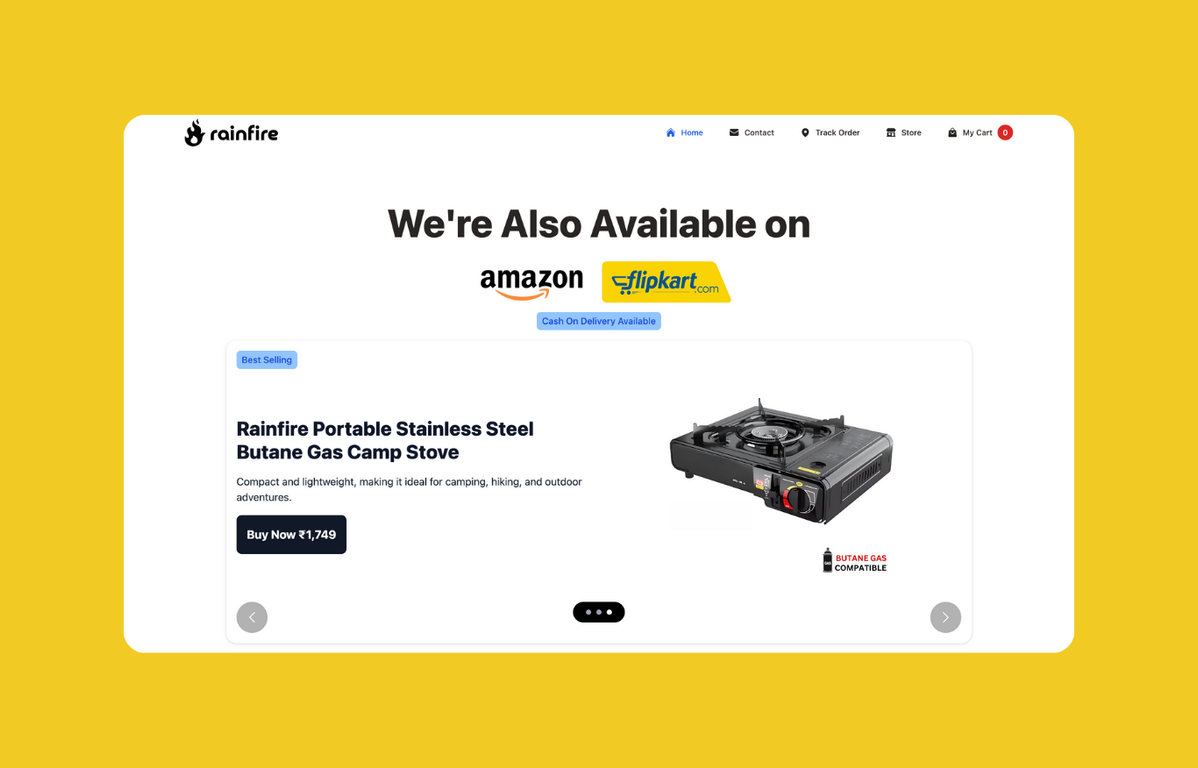 rainfire
Home
Contact
Track Order
Store
My Cart
0
We're Also Available on
amazon
flipkart.com
Cash On Delivery Available
Best Selling
Rainfire Portable Stainless Steel
Butane Gas Camp Stove
Compact and lightweight, making it ideal for camping, hiking, and outdoor
adventures.
Buy Now ₹1,749
BUTANE GAS
COMPATIBLE